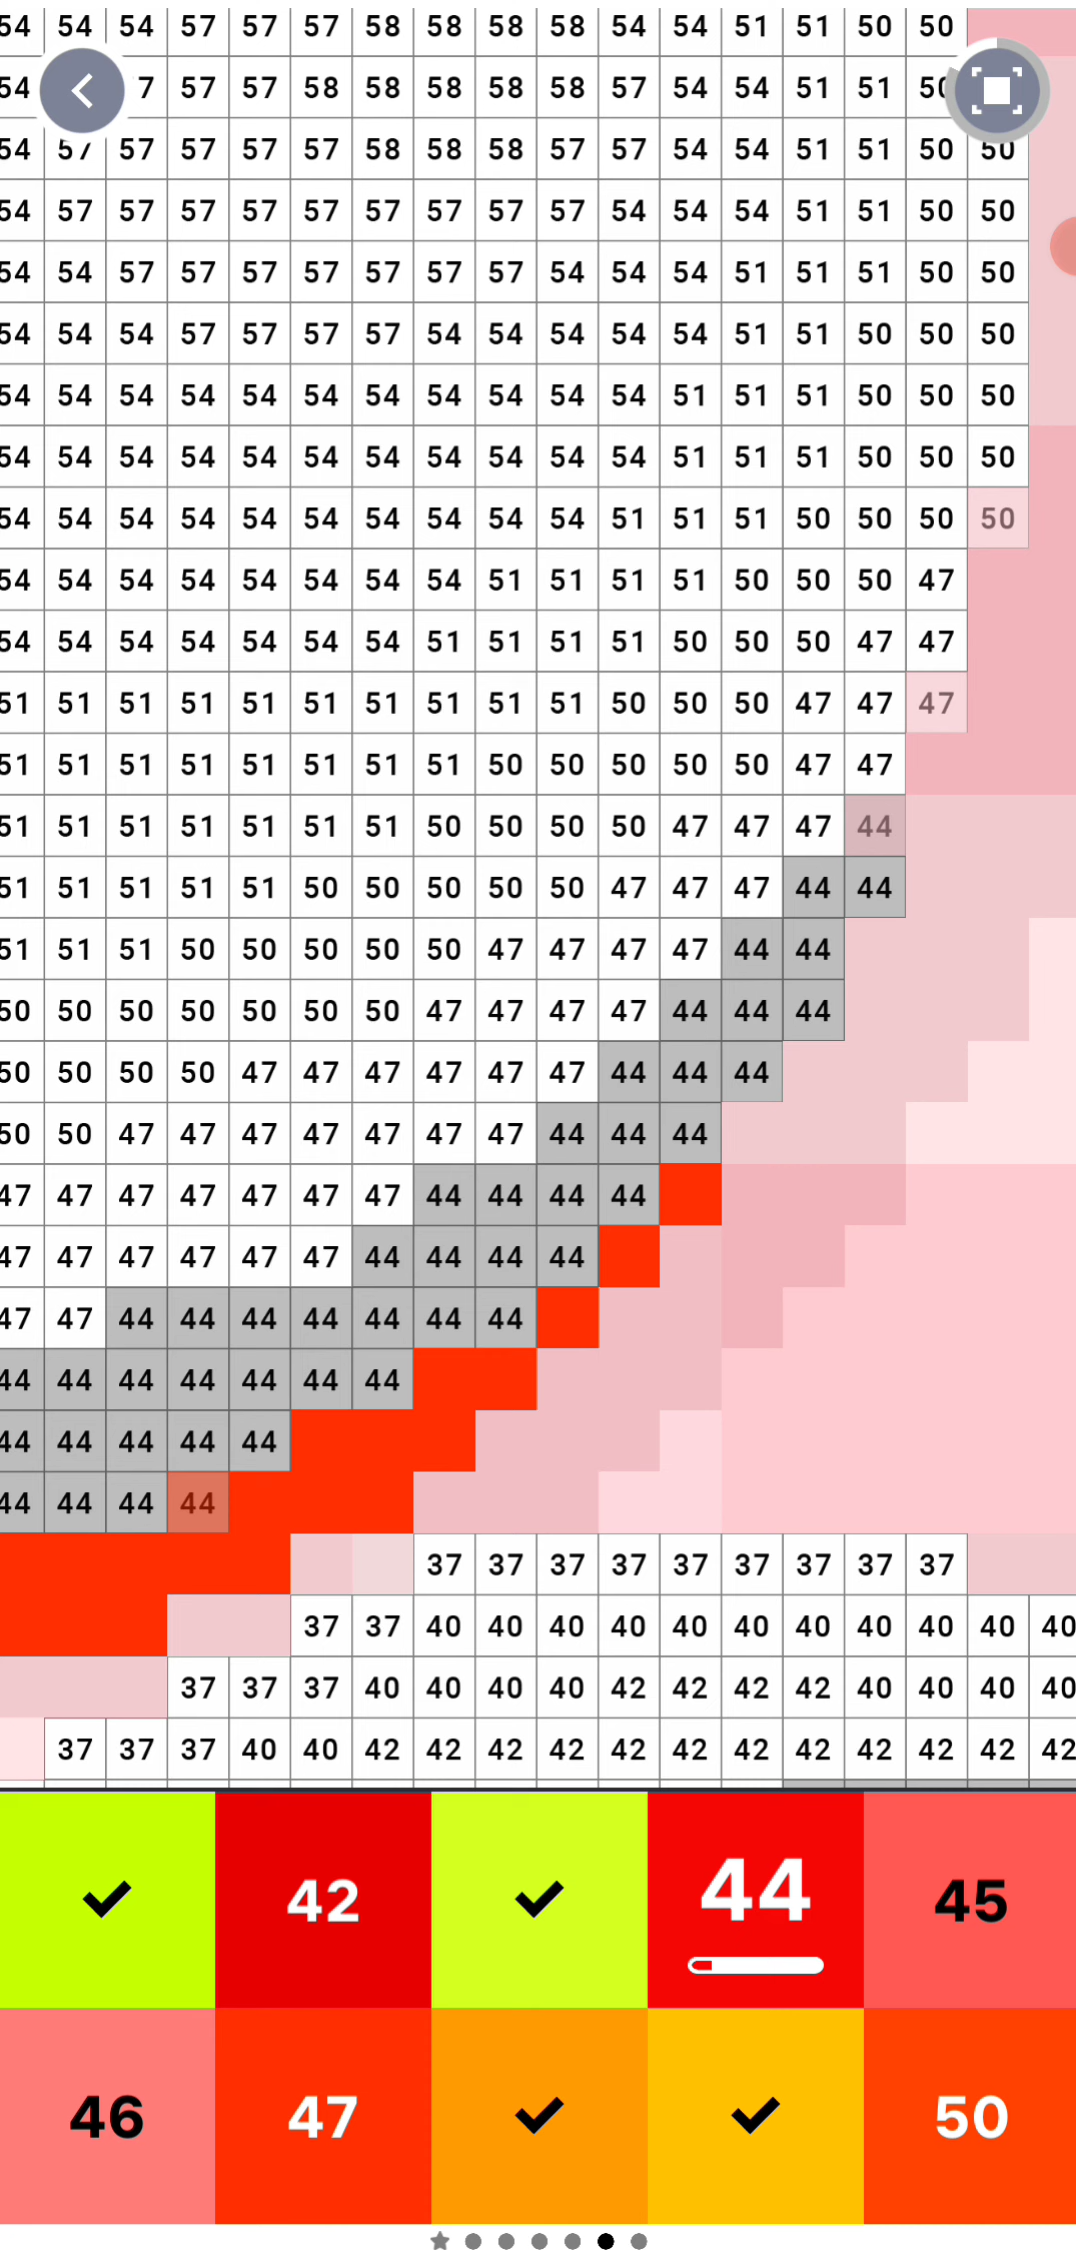 54 54 54 57 57 57 58 58 58 58 54 54 51 51 50 50
54 7 57 57 58 58 58 58 58 57 54 54 51 51 50
54 57 57 57 57 57 58 58 58 57 57 54 54 51 51 50 50
54 57 57 57 57 57 57 57 57 57 54 54 54 51 51 50 50
54 54 57 57 57 57 57 57 57 54 54 54 51 51 51 50 50
54 54 54 57 57 57 57 54 54 54 54 54 51 51 50 50 50
54 54 54 54 54 54 54 54 54 54 54 51 51 51 50 50 50
54 54 54 54 54 54 54 54 54 54 54 51 51 51 50 50 50
54 54 54 54 54 54 54 54 54 54 51 51 51 50 50 50 50
54 54 54 54 54 54 54 54 51 51 51 51 50 50 50 47
54 54 54 54 54 54 54 51 51 51 51 50 50 50 47 47
51 51 51 51 51 51 51 51 51 51 50 50 50 47 47 47
51 51 51 51 51 51 51 51 50 50 50 50 50 47 47
51 51 51 51 51 51 51 50 50 50 50 47 47 47 44
51 51 51 51 51 50 50 50 50 50 47 47 47 44 44
51 51 51 50 50 50 50 50 47 47 47 47 44 44
50 50 50 50 50 50 50 47 47 47 47 44 44 44
50 50 50 50 47 47 47 47 47 47 44 44 44
50 50 47 47 47 47 47 47 47 44 44 44
47 47 47 47 47 47 47 44 44 44 44
47 47 47 47 47 47 44 44 44 44
47 47 44 44 44 44 44 44 44
44 44 44 44 44 44 44
44 44 44 44 44
44 44 44 44
37 37 37 37 37 37 37 37 37
37 37 40 40 40 40 40 40 40 40 40 40 40
37 37 37 40 40 40 40 42 42 42 42 40 40 40 40
37 37 37 40 40 42 42 42 42 42 42 42 42 42 42 42 42
42 44 45
46 47 50